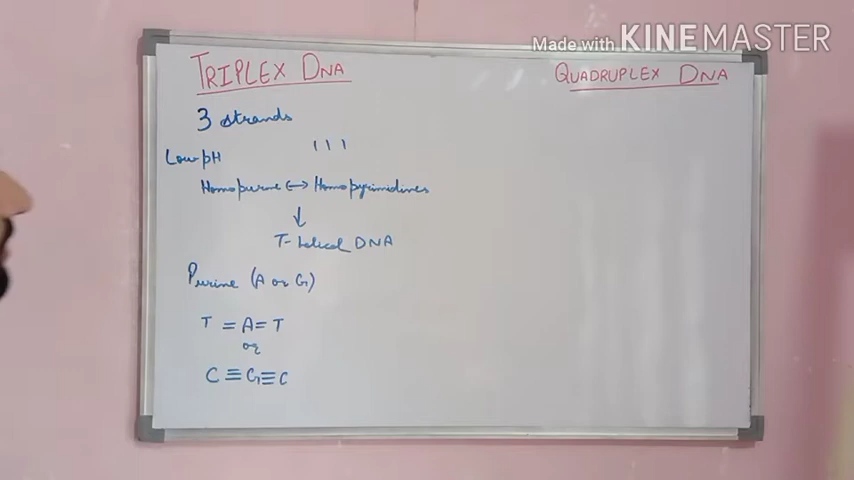 Made with KINEMASTER
TRIPLEX DNA
QUADRUPLEX DNA
3 strands
Low pH
Homopurine ↔ Homopyrimidines
↓
T-helical DNA
Purine (A or G)
T = A = T
or
C ≡ G ≡ C